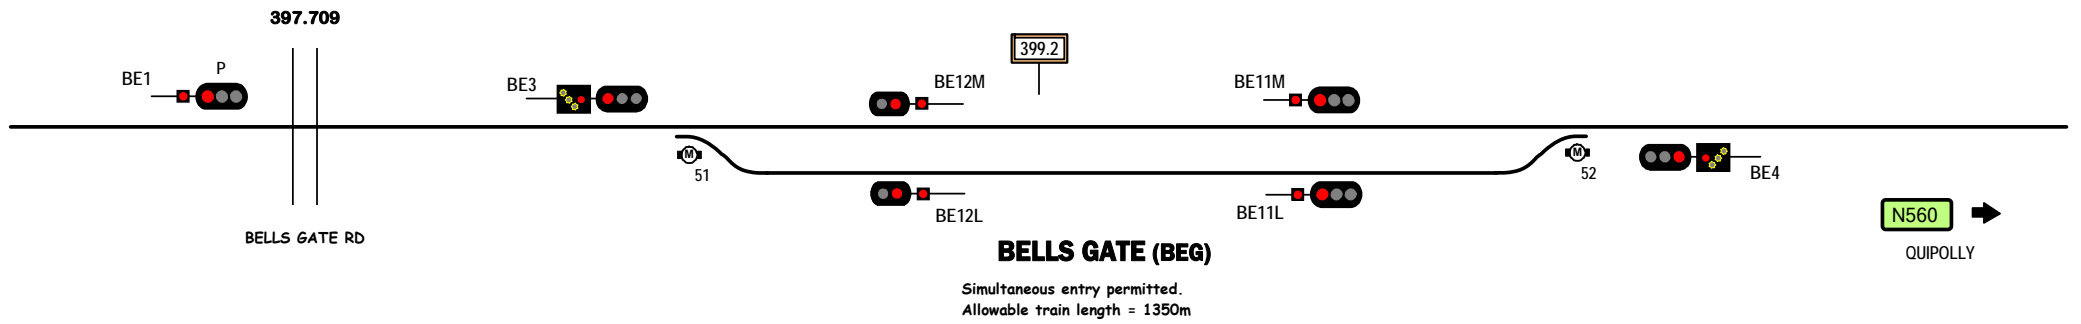 397.709
BE1
P
BE3
BE12M
399.2
BE11M
M
51
M
52
BE4
BE12L
BE11L
N560
QUIPOLLY
BELLS GATE RD
BELLS GATE (BEG)
Simultaneous entry permitted.
Allowable train length = 1350m